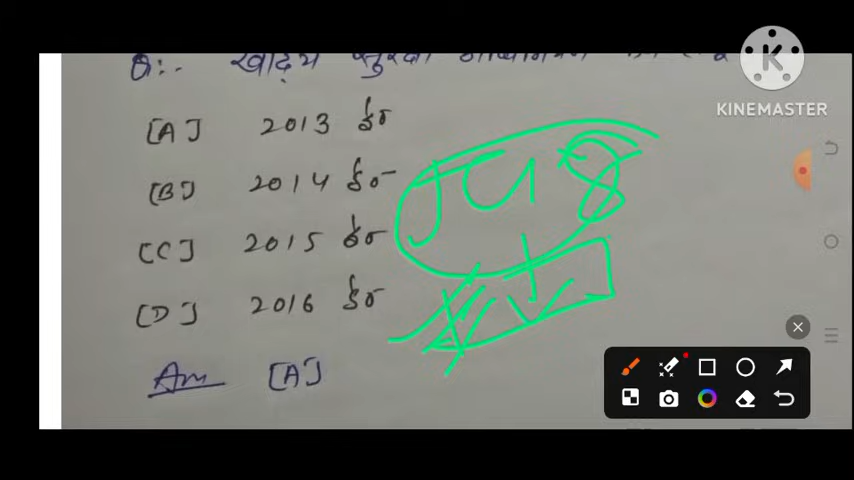 Q:- खाद्य सुरक्षा
[A] 2013 ई०
[B] 2014 ई०
[C] 2015 ई०
[D] 2016 ई०
Ans [A]
KINEMASTER